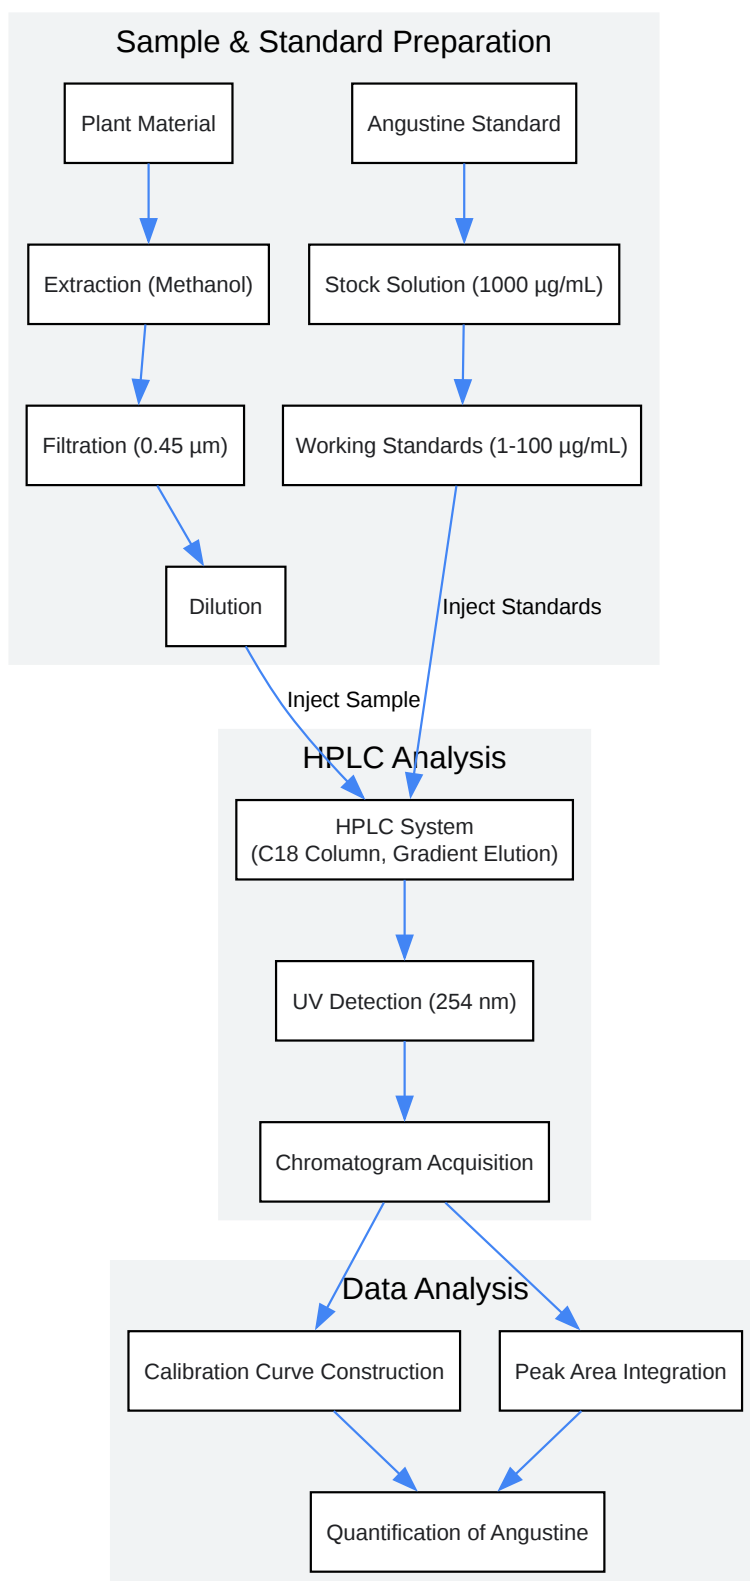 Sample & Standard Preparation
Plant Material
Angustine Standard
Extraction (Methanol)
Stock Solution (1000 µg/mL)
Filtration (0.45 µm)
Working Standards (1-100 µg/mL)
Dilution
Inject Standards
Inject Sample
HPLC Analysis
HPLC System
(C18 Column, Gradient Elution)
UV Detection (254 nm)
Chromatogram Acquisition
Data Analysis
Calibration Curve Construction
Peak Area Integration
Quantification of Angustine